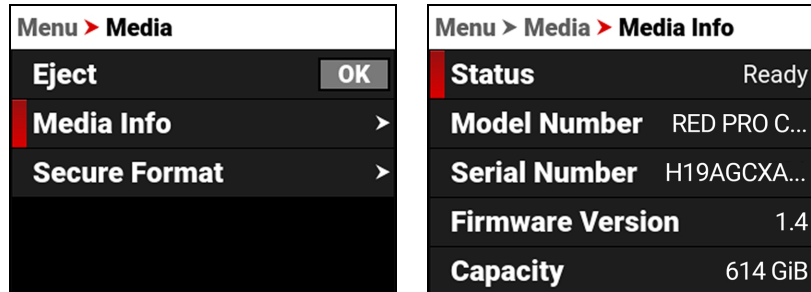 Menu > Media
Eject OK
Media Info >
Secure Format >
Menu > Media > Media Info
Status Ready
Model Number RED PRO C...
Serial Number H19AGCXA...
Firmware Version 1.4
Capacity 614 GiB